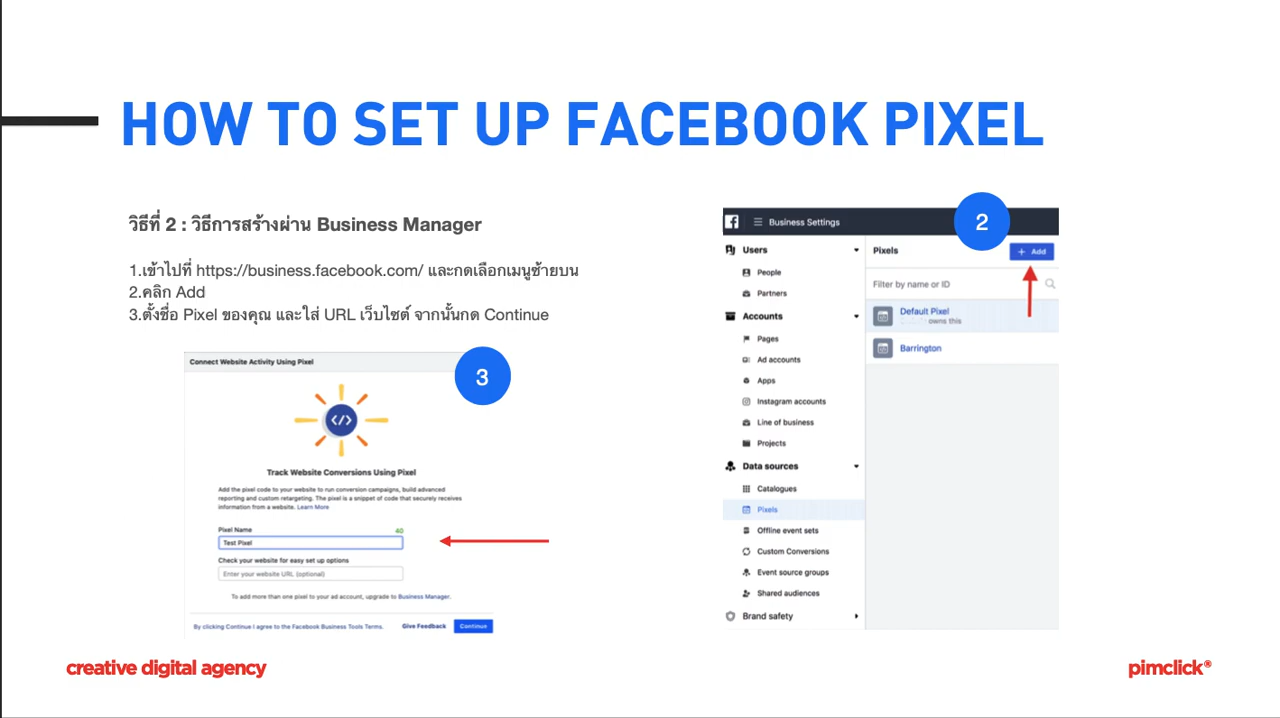 HOW TO SET UP FACEBOOK PIXEL
วิธีที่ 2 : วิธีการสร้างผ่าน Business Manager
1.เข้าไปที่ https://business.facebook.com/ และกดเลือกเมนูซ้ายบน
2.คลิก Add
3.ตั้งชื่อ Pixel ของคุณ และใส่ URL เว็บไซต์ จากนั้นกด Continue
Connect Website Activity Using Pixel
3
</>
Track Website Conversions Using Pixel
Add the pixel code to your website to run conversion campaigns, build advanced
reporting and custom retargeting. The pixel is a snippet of code that securely receives
information from a website. Learn More
Pixel Name 40
Test Pixel
Check your website for easy set up options
Enter your website URL (optional)
To add more than one pixel to your ad account, upgrade to Business Manager.
By clicking Continue I agree to the Facebook Business Tools Terms. Give Feedback Continue
2
Business Settings
Users
People
Partners
Accounts
Pages
Ad accounts
Apps
Instagram accounts
Line of business
Projects
Data sources
Catalogues
Pixels
Offline event sets
Custom Conversions
Event source groups
Shared audiences
Brand safety
Pixels
+ Add
Filter by name or ID
Default Pixel
owns this
Barrington
creative digital agency
pimclick®